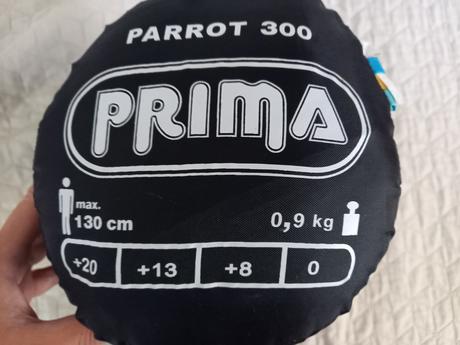 PARROT 300
PRIMA
max.
130 cm
0,9 kg
+20 +13 +8 0